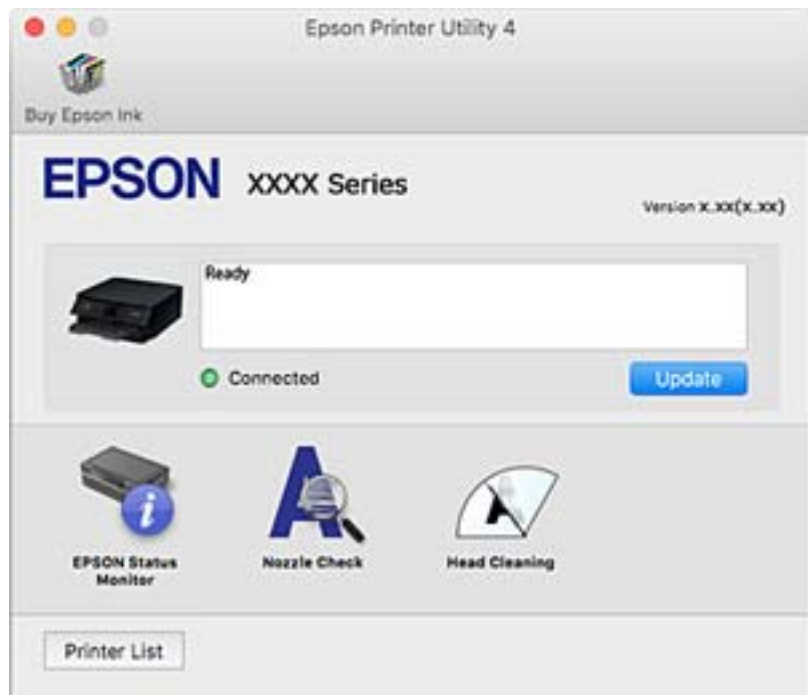 Epson Printer Utility 4
Buy Epson Ink
EPSON XXXX Series
Version x.xx(x.xx)
Ready
Connected
Update
EPSON Status
Monitor
Nozzle Check
Head Cleaning
Printer List